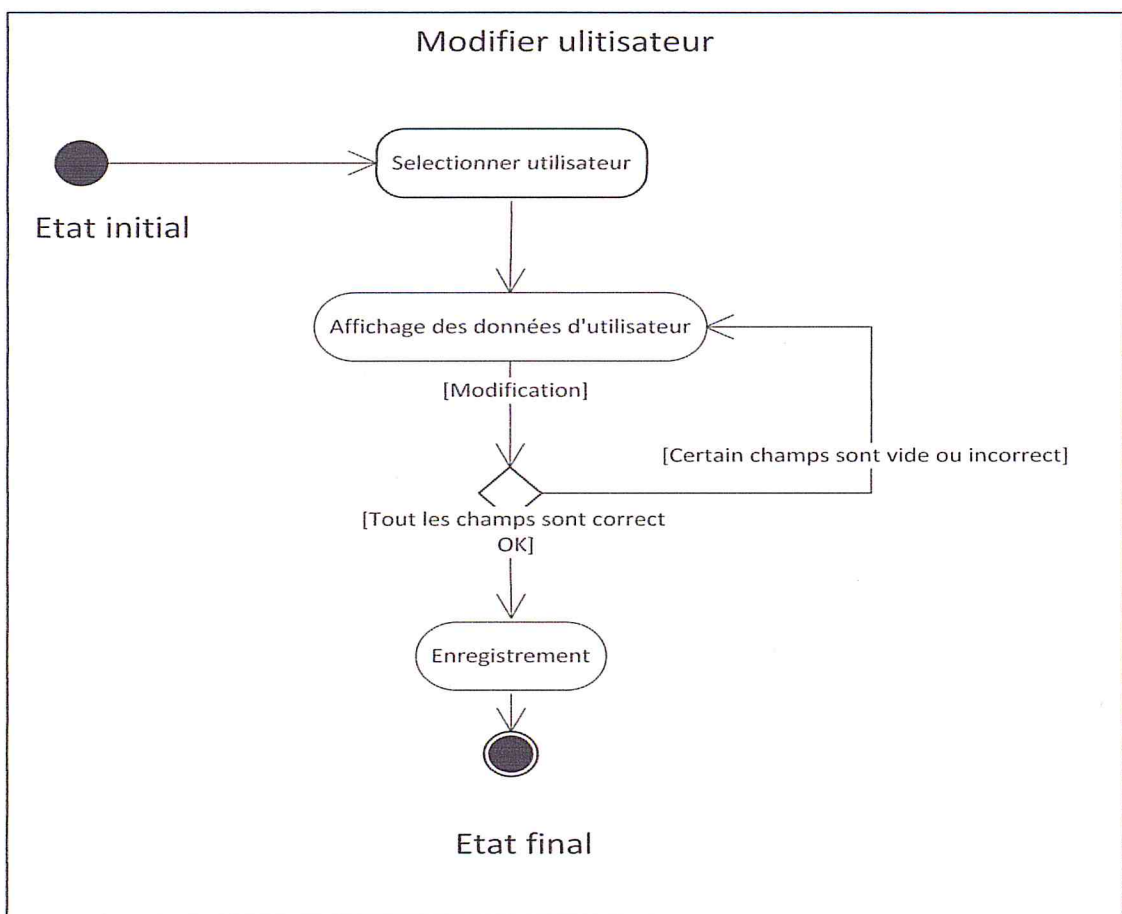 Modifier ulitisateur
Selectionner utilisateur
Etat initial
Affichage des données d'utilisateur
[Modification]
[Certain champs sont vide ou incorrect]
[Tout les champs sont correct
OK]
Enregistrement
Etat final